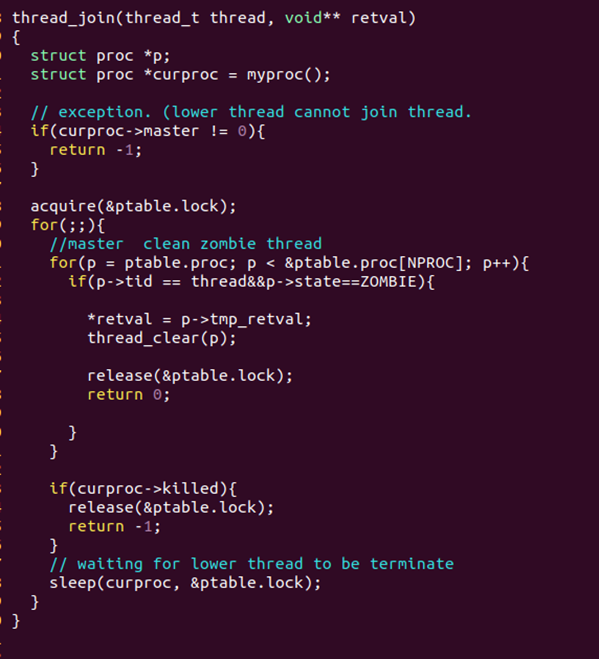 thread_join(thread_t thread, void** retval)
{
  struct proc *p;
  struct proc *curproc = myproc();

  // exception. (lower thread cannot join thread.
  if(curproc->master != 0){
    return -1;
  }

  acquire(&ptable.lock);
  for(;;){
    //master  clean zombie thread
    for(p = ptable.proc; p < &ptable.proc[NPROC]; p++){
      if(p->tid == thread&&p->state==ZOMBIE){

        *retval = p->tmp_retval;
        thread_clear(p);

        release(&ptable.lock);
        return 0;

      }
    }

    if(curproc->killed){
      release(&ptable.lock);
      return -1;
    }
    // waiting for lower thread to be terminate
    sleep(curproc, &ptable.lock);
  }
}